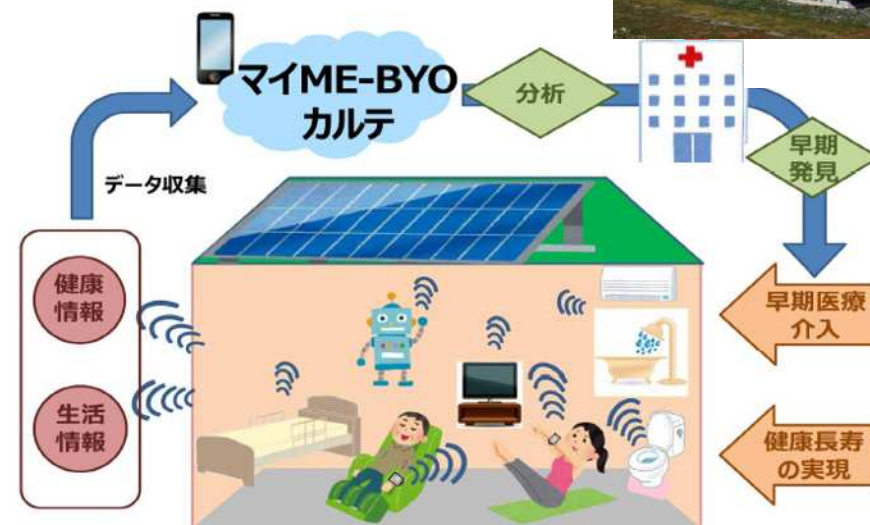 マイME-BYO
カルテ
分析
早期
発見
データ収集
健康
情報
生活
情報
早期医療
介入
健康長寿
の実現